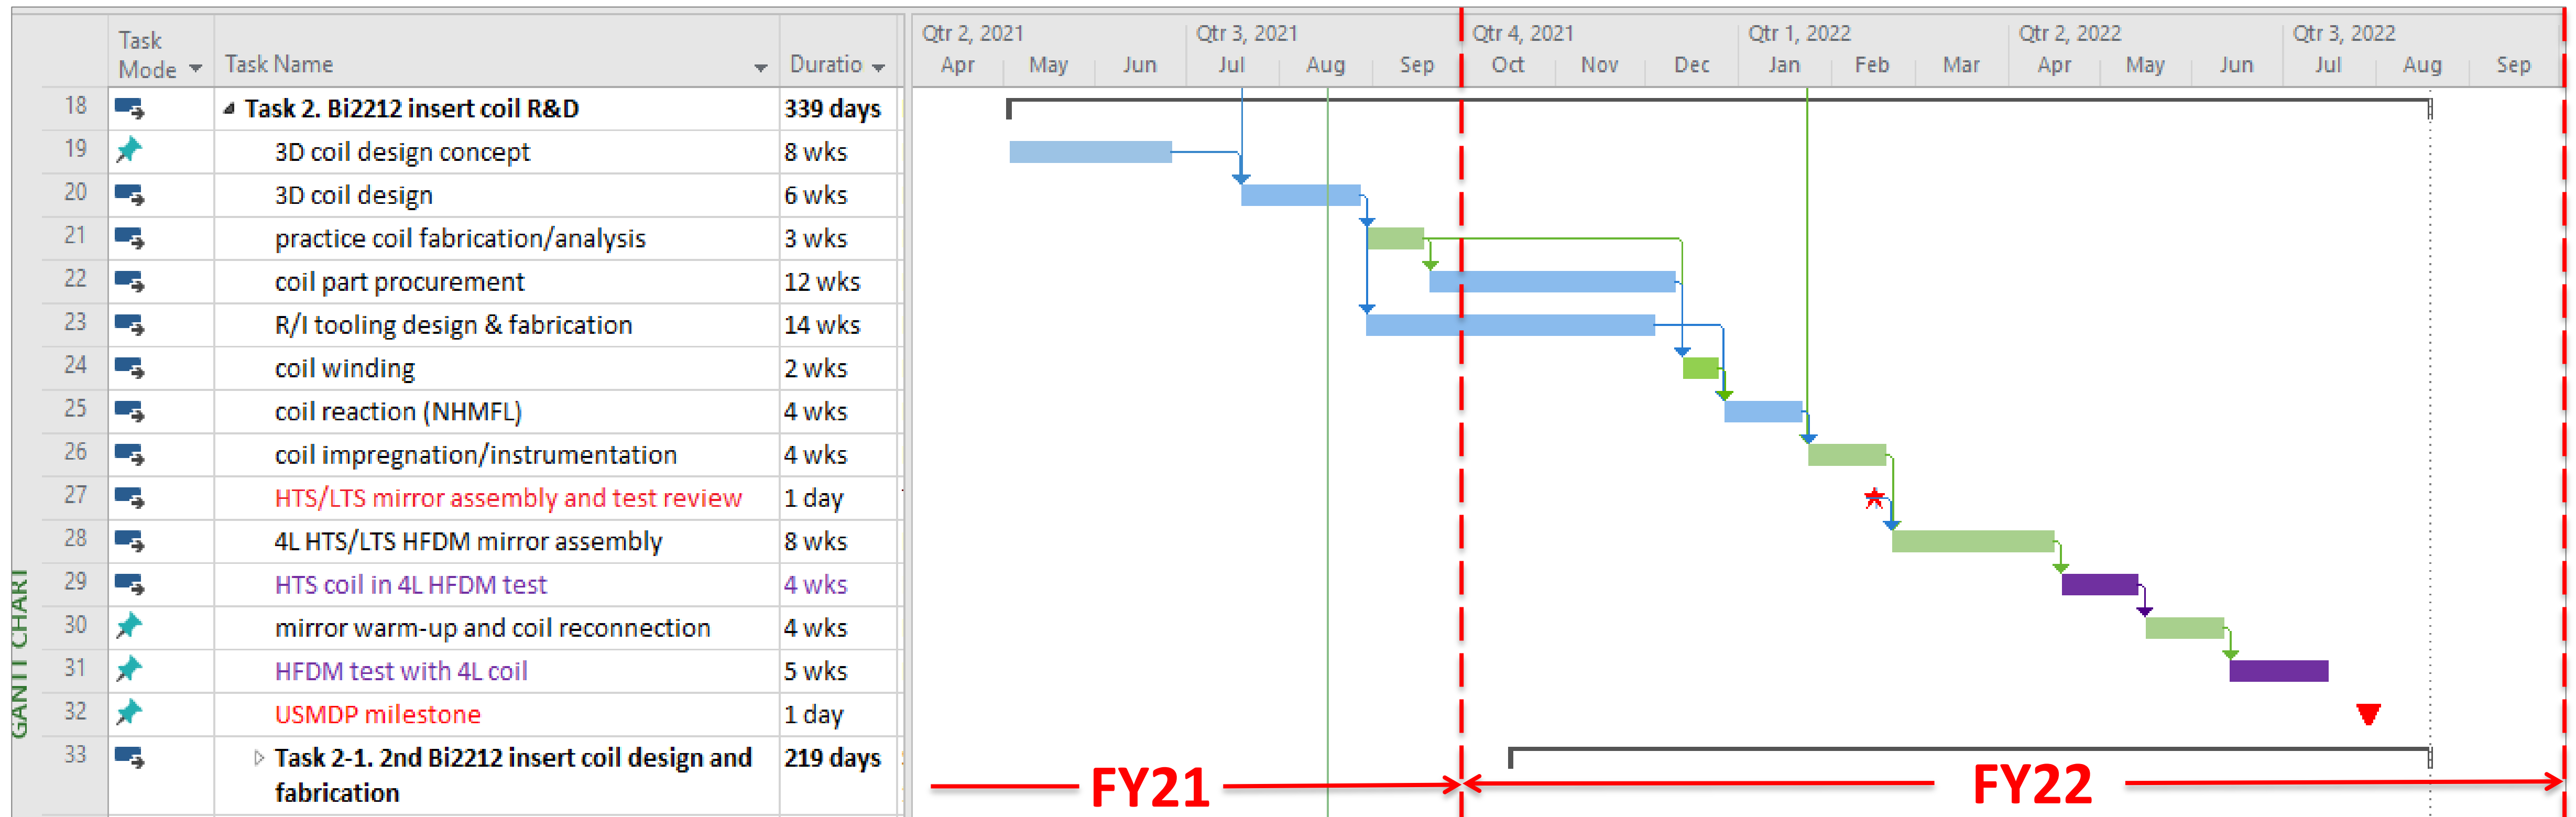 Task Mode Task Name Duratio Qtr 2, 2021 Qtr 3, 2021 Qtr 4, 2021 Qtr 1, 2022 Qtr 2, 2022 Qtr 3, 2022
Apr May Jun Jul Aug Sep Oct Nov Dec Jan Feb Mar Apr May Jun Jul Aug Sep
18 Task 2. Bi2212 insert coil R&D 339 days
19 3D coil design concept 8 wks
20 3D coil design 6 wks
21 practice coil fabrication/analysis 3 wks
22 coil part procurement 12 wks
23 R/I tooling design & fabrication 14 wks
24 coil winding 2 wks
25 coil reaction (NHMFL) 4 wks
26 coil impregnation/instrumentation 4 wks
27 HTS/LTS mirror assembly and test review 1 day
28 4L HTS/LTS HFDM mirror assembly 8 wks
29 HTS coil in 4L HFDM test 4 wks
30 mirror warm-up and coil reconnection 4 wks
31 HFDM test with 4L coil 5 wks
32 USMDP milestone 1 day
33 Task 2-1. 2nd Bi2212 insert coil design and 219 days
fabrication
FY21 FY22
GANTT CHART